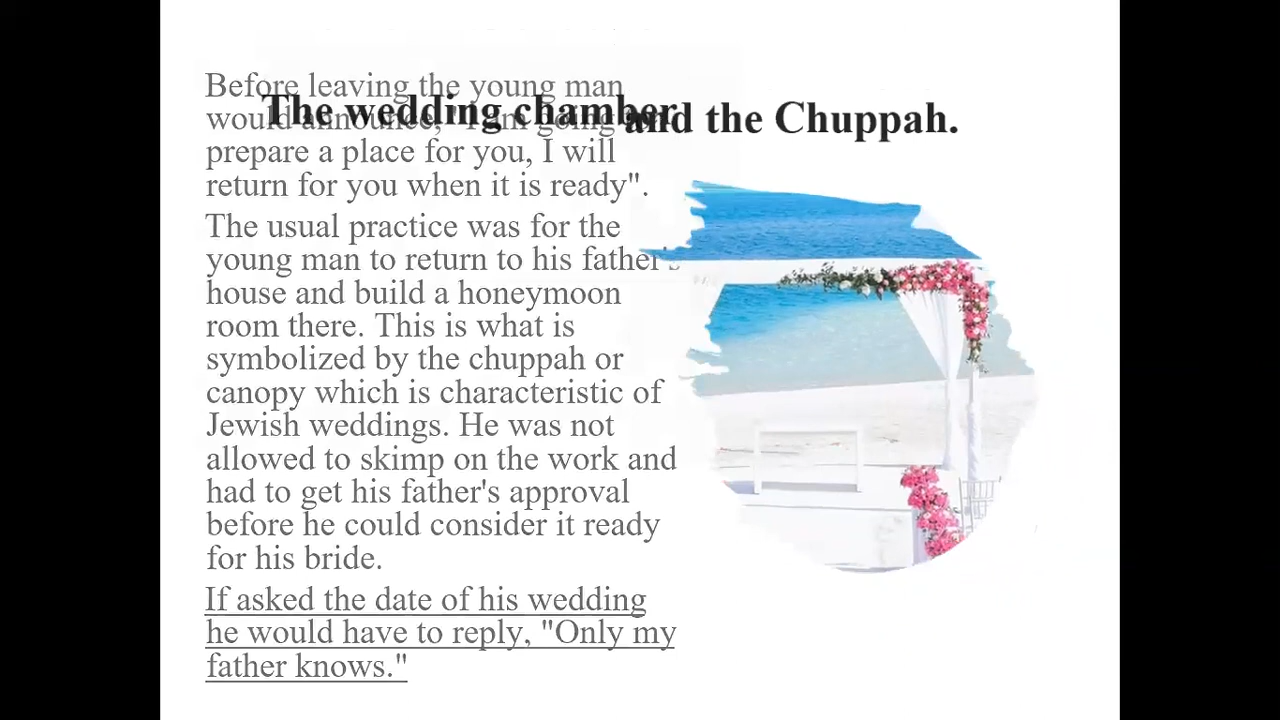 The wedding chamber and the Chuppah.
Before leaving the young man
would announce, "I am going to
prepare a place for you, I will
return for you when it is ready".
The usual practice was for the
young man to return to his father's
house and build a honeymoon
room there. This is what is
symbolized by the chuppah or
canopy which is characteristic of
Jewish weddings. He was not
allowed to skimp on the work and
had to get his father's approval
before he could consider it ready
for his bride.
If asked the date of his wedding
he would have to reply, "Only my
father knows."